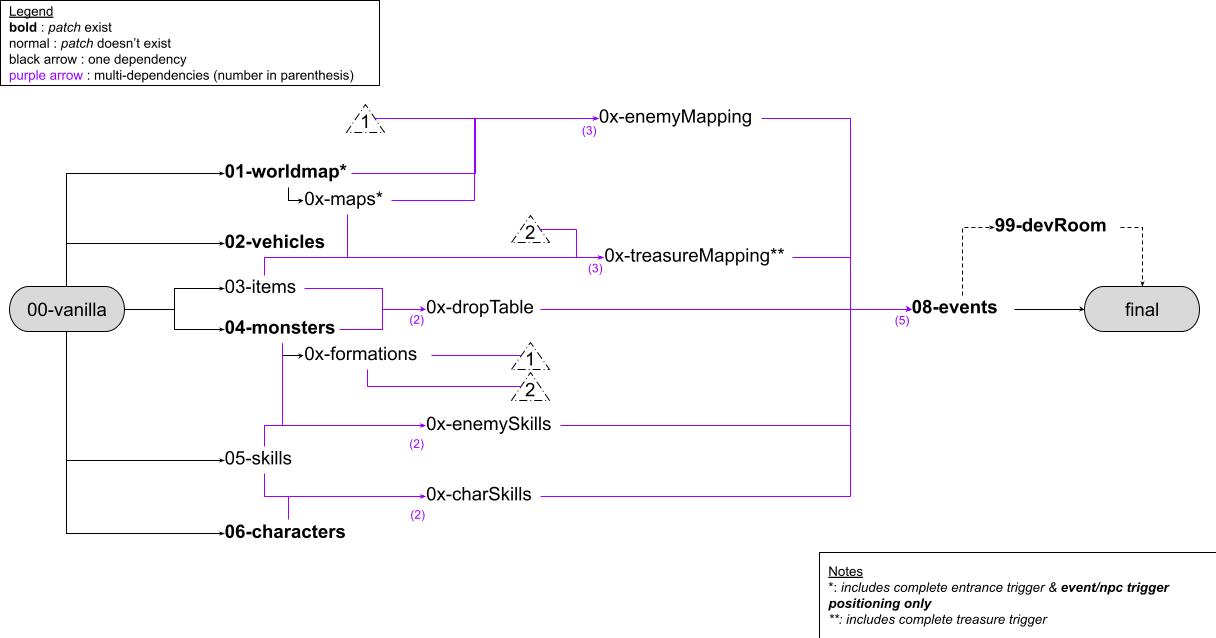 Legend
bold : patch exist
normal : patch doesn't exist
black arrow : one dependency
purple arrow : multi-dependencies (number in parenthesis)
1
0x-enemyMapping
(3)
01-worldmap*
0x-maps*
02-vehicles
2
0x-treasureMapping**
(3)
99-devRoom
00-vanilla
03-items
04-monsters
0x-dropTable
(2)
08-events
(5)
final
0x-formations
1
2
0x-enemySkills
(2)
05-skills
0x-charSkills
(2)
06-characters
Notes
*: includes complete entrance trigger & event/npc trigger
positioning only
**: includes complete treasure trigger